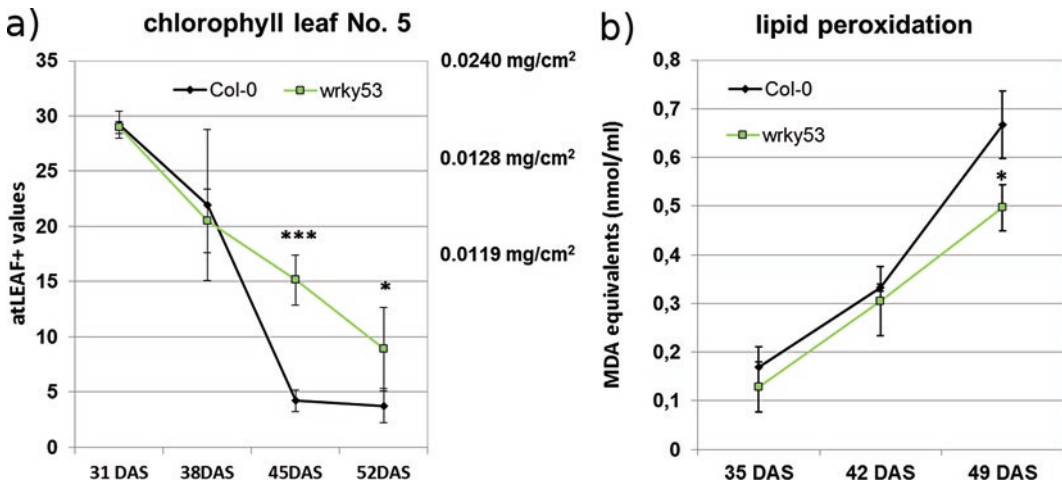 a)
chlorophyll leaf No. 5
35
30
25
20
15
10
5
0
atLEAF+ values
Col-0
wrky53
***
*
31 DAS
38DAS
45DAS
52DAS
0.0240 mg/cm²
0.0128 mg/cm²
0.0119 mg/cm²
b)
lipid peroxidation
0,8
0,7
0,6
0,5
0,4
0,3
0,2
0,1
0
MDA equivalents (nmol/ml)
Col-0
wrky53
*
35 DAS
42 DAS
49 DAS